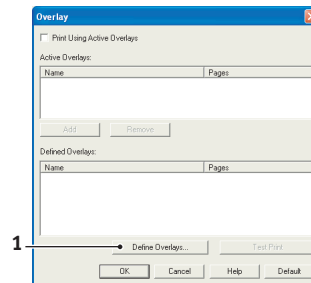 Overlay
Print Using Active Overlays
Active Overlays:
Name Pages
Add Remove
Defined Overlays:
Name Pages
1
Define Overlays... Test Print
OK Cancel Help Default